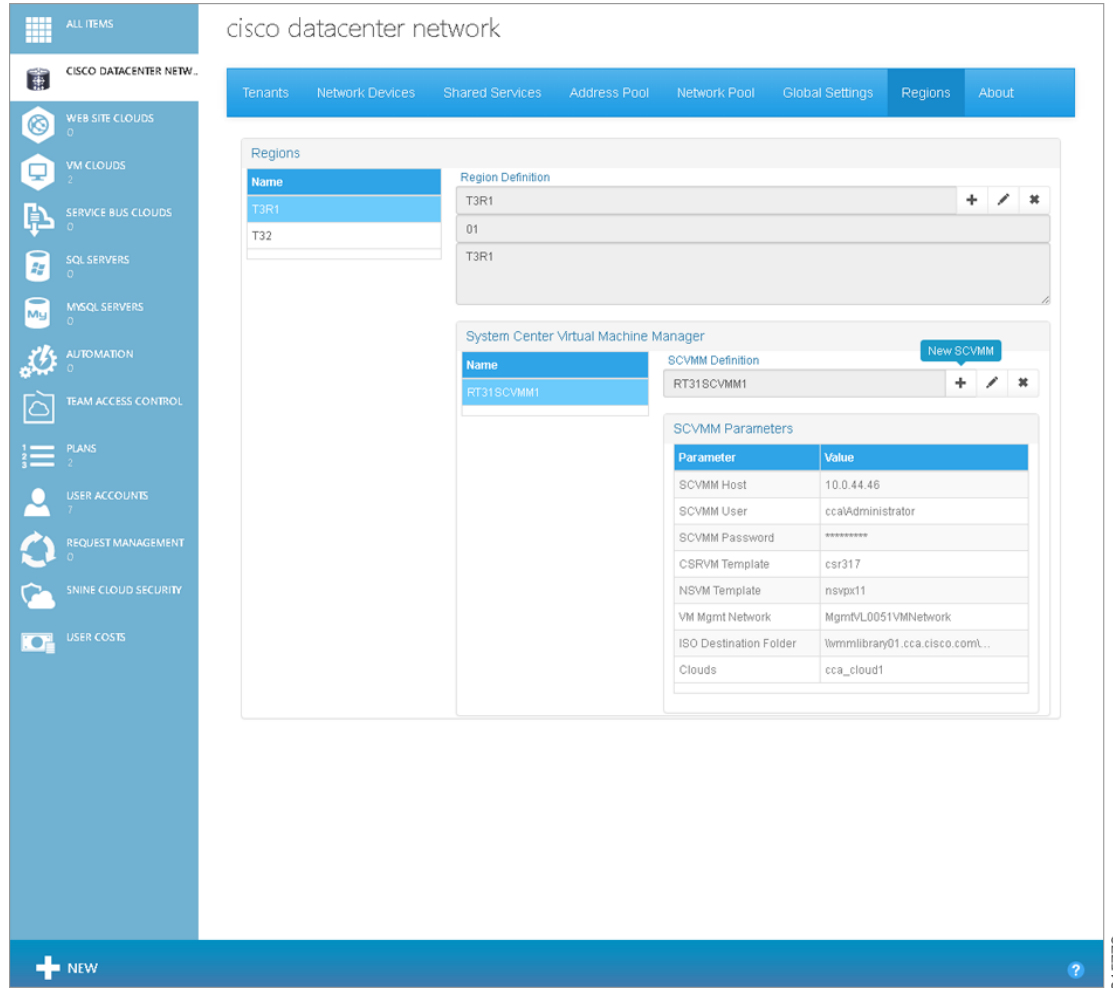 ALL ITEMS
CISCO DATACENTER NETW..
WEB SITE CLOUDS
0
VM CLOUDS
2
SERVICE BUS CLOUDS
0
SQL SERVERS
0
My
MYSQL SERVERS
0
AUTOMATION
0
TEAM ACCESS CONTROL
1
2
3
PLANS
2
USER ACCOUNTS
7
REQUEST MANAGEMENT
0
5NINE CLOUD SECURITY
USER COSTS
cisco datacenter network
Tenants Network Devices Shared Services Address Pool Network Pool Global Settings Regions About
Regions
Name
T3R1
T32
Region Definition
T3R1
01
T3R1
System Center Virtual Machine Manager
Name
RT31SCVMM1
New SCVMM
SCVMM Definition
RT31SCVMM1
SCVMM Parameters
Parameter Value
SCVMM Host 10.0.44.46
SCVMM User cca\Administrator
SCVMM Password *********
CSRVM Template csr317
NSVM Template nsvpx11
VM Mgmt Network MgmtVL0051VMNetwork
ISO Destination Folder \\vmmlibrary01.cca.cisco.com\...
Clouds cca_cloud1
NEW
?